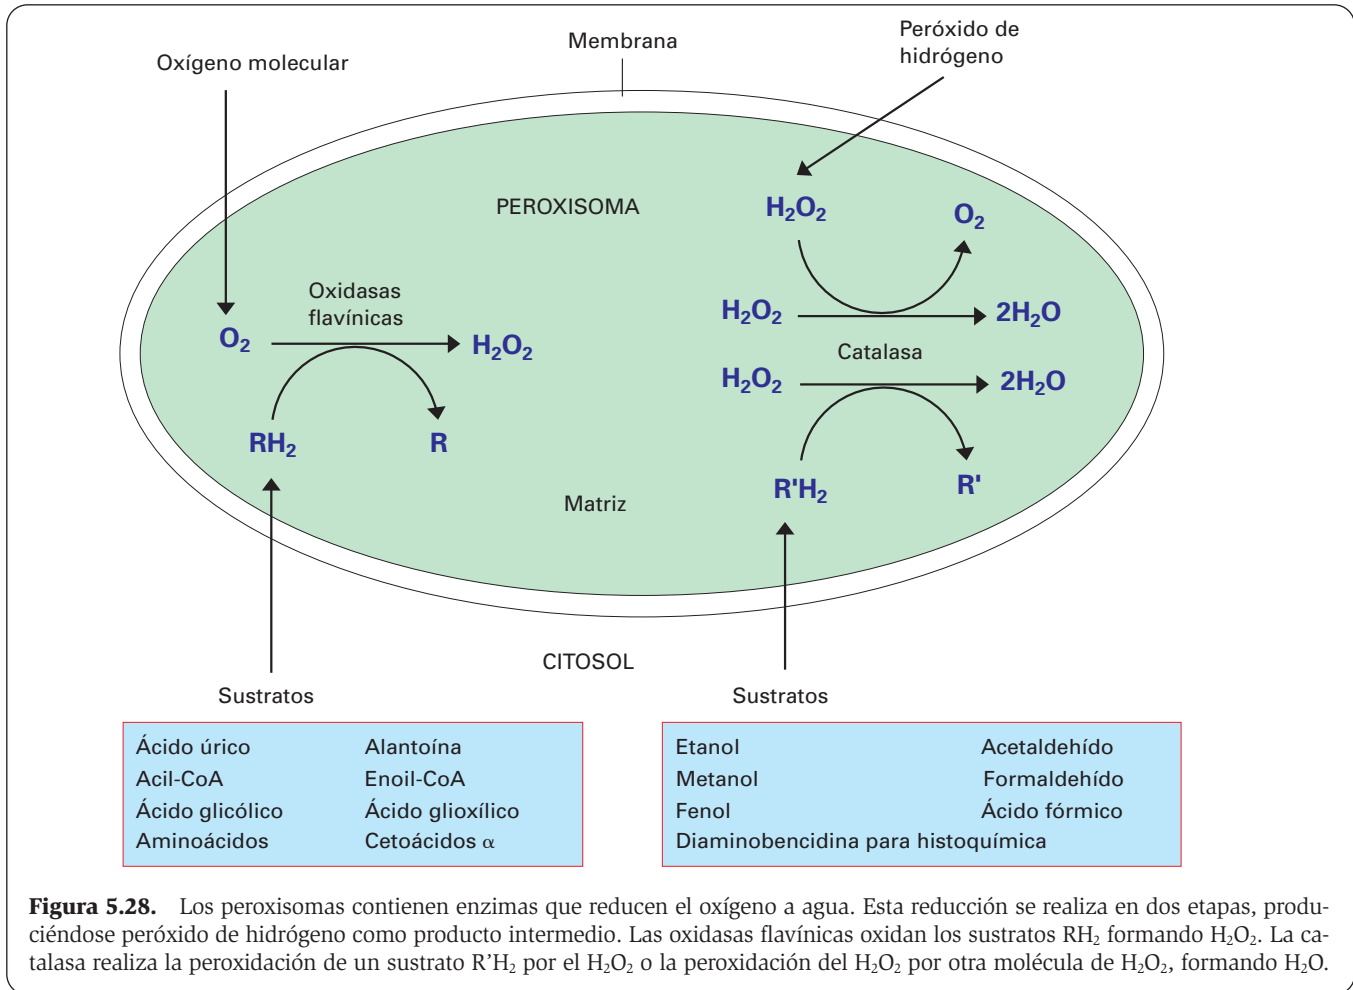 Oxígeno molecular
Membrana
Peróxido de
hidrógeno
PEROXISOMA
H₂O₂
O₂
Oxidasas
flavínicas
O₂
H₂O₂
H₂O₂
2H₂O
Catalasa
H₂O₂
2H₂O
RH₂
R
R'H₂
R'
Matriz
CITOSOL
Sustratos
Sustratos
Ácido úrico Alantoína
Acil-CoA Enoil-CoA
Ácido glicólico Ácido glioxílico
Aminoácidos Cetoácidos α
Etanol Acetaldehído
Metanol Formaldehído
Fenol Ácido fórmico
Diaminobencidina para histoquímica
Figura 5.28. Los peroxisomas contienen enzimas que reducen el oxígeno a agua. Esta reducción se realiza en dos etapas, produ-
ciéndose peróxido de hidrógeno como producto intermedio. Las oxidasas flavínicas oxidan los sustratos RH₂ formando H₂O₂. La ca-
talasa realiza la peroxidación de un sustrato R’H₂ por el H₂O₂ o la peroxidación del H₂O₂ por otra molécula de H₂O₂, formando H₂O.